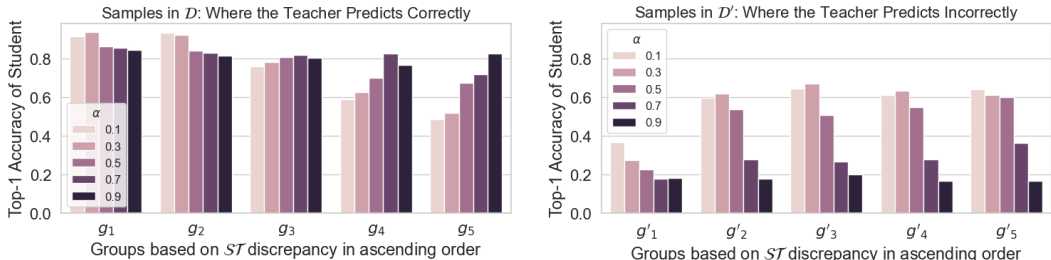 Samples in 𝒟: Where the Teacher Predicts Correctly
Top-1 Accuracy of Student
0.8
0.6
0.4
0.2
0.0
α
0.1
0.3
0.5
0.7
0.9
g₁ g₂ g₃ g₄ g₅
Groups based on 𝒮𝒯 discrepancy in ascending order
Samples in 𝒟′: Where the Teacher Predicts Incorrectly
Top-1 Accuracy of Student
0.8
0.6
0.4
0.2
0.0
α
0.1
0.3
0.5
0.7
0.9
g′₁ g′₂ g′₃ g′₄ g′₅
Groups based on 𝒮𝒯 discrepancy in ascending order